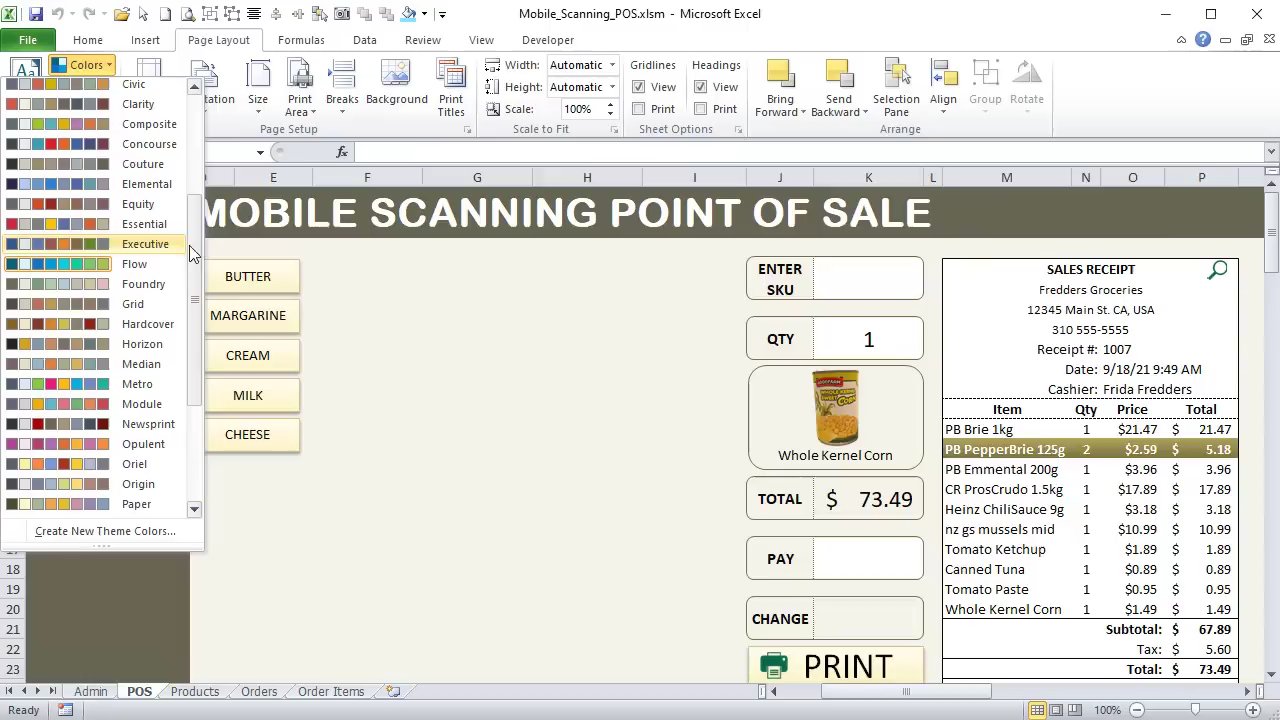 Mobile_Scanning_POS.xlsm - Microsoft Excel
File Home Insert Page Layout Formulas Data Review View Developer
Aa Colors
Size Print Area Breaks Background Print Titles
Page Setup
Width: Automatic
Height: Automatic
Scale: 100%
Scale to Fit
Gridlines Headings
View View
Print Print
Sheet Options
Bring Forward Send Backward Selection Pane Align Group Rotate
Arrange
fx
E F G H I J K L M N O P
Civic
Clarity
Composite
Concourse
Couture
Elemental
Equity
Essential
Executive
Flow
Foundry
Grid
Hardcover
Horizon
Median
Metro
Module
Newsprint
Opulent
Oriel
Origin
Paper
Create New Theme Colors...
18
19
20
21
22
23
MOBILE SCANNING POINT OF SALE
BUTTER
MARGARINE
CREAM
MILK
CHEESE
ENTER SKU
QTY 1
CORN
Whole Kernel Corn
TOTAL $ 73.49
PAY
CHANGE
PRINT
SALES RECEIPT
Fredders Groceries
12345 Main St. CA, USA
310 555-5555
Receipt #: 1007
Date: 9/18/21 9:49 AM
Cashier: Frida Fredders
Item Qty Price Total
PB Brie 1kg 1 $21.47 $ 21.47
PB PepperBrie 125g 2 $2.59 $ 5.18
PB Emmental 200g 1 $3.96 $ 3.96
CR ProsCrudo 1.5kg 1 $17.89 $ 17.89
Heinz ChiliSauce 9g 1 $3.18 $ 3.18
nz gs mussels mid 1 $10.99 $ 10.99
Tomato Ketchup 1 $1.89 $ 1.89
Canned Tuna 1 $0.89 $ 0.89
Tomato Paste 1 $0.95 $ 0.95
Whole Kernel Corn 1 $1.49 $ 1.49
Subtotal: $ 67.89
Tax: $ 5.60
Total: $ 73.49
Admin POS Products Orders Order Items
Ready 100%